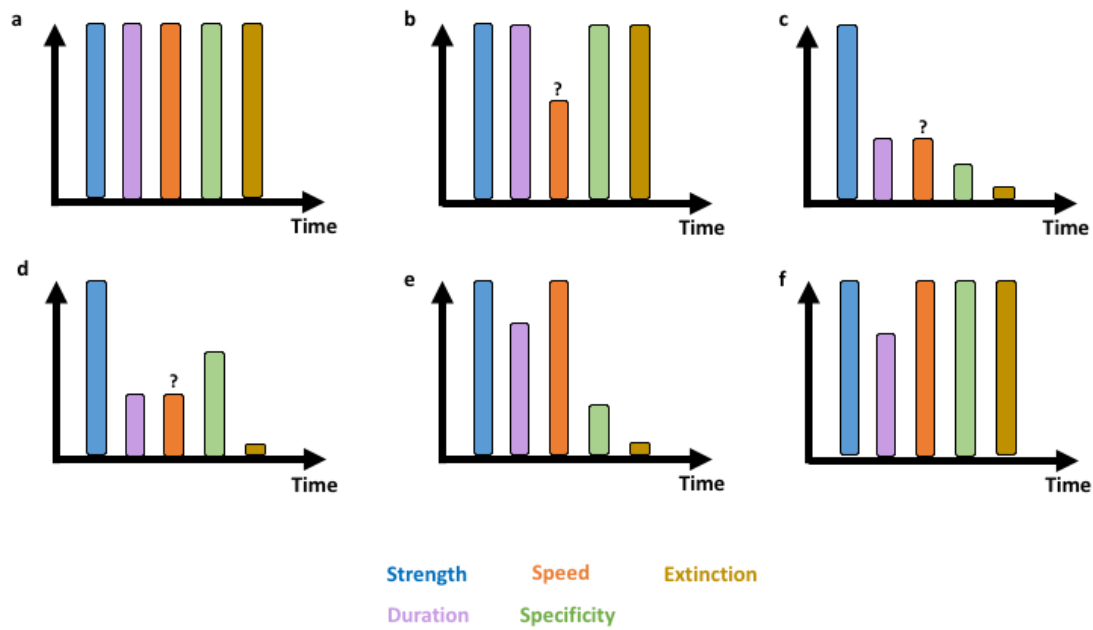 a
b
c
?
?
Time
Time
Time
d
e
f
?
Time
Time
Time
Strength
Speed
Extinction
Duration
Specificity